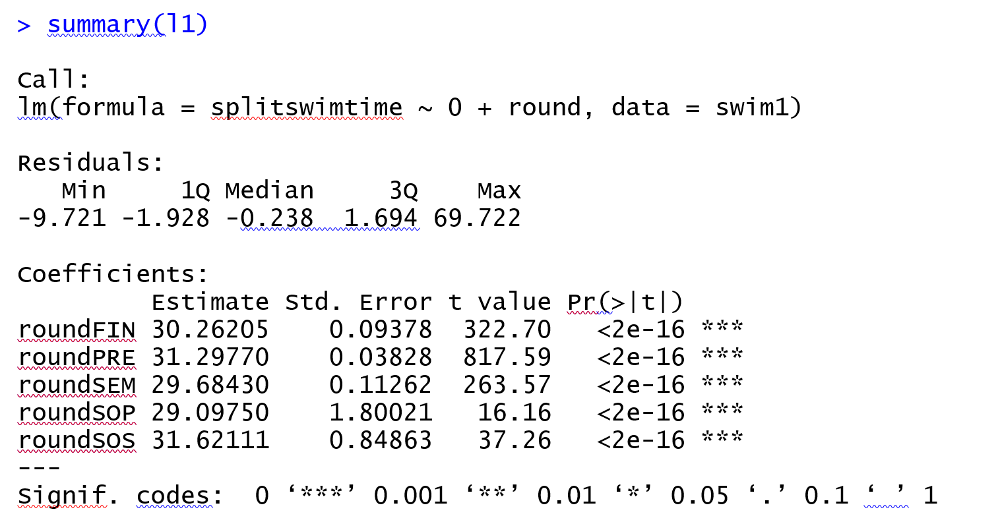 > summary(l1)
Call:
lm(formula = splitswimtime ~ 0 + round, data = swim1)
Residuals:
   Min     1Q Median     3Q    Max
-9.721 -1.928 -0.238  1.694 69.722
Coefficients:
         Estimate Std. Error t value Pr(>|t|)
roundFIN 30.26205    0.09378  322.70   <2e-16 ***
roundPRE 31.29770    0.03828  817.59   <2e-16 ***
roundSEM 29.68430    0.11262  263.57   <2e-16 ***
roundSOP 29.09750    1.80021   16.16   <2e-16 ***
roundSOS 31.62111    0.84863   37.26   <2e-16 ***
---
Signif. codes:  0 ‘***’ 0.001 ‘**’ 0.01 ‘*’ 0.05 ‘.’ 0.1 ‘ ’ 1